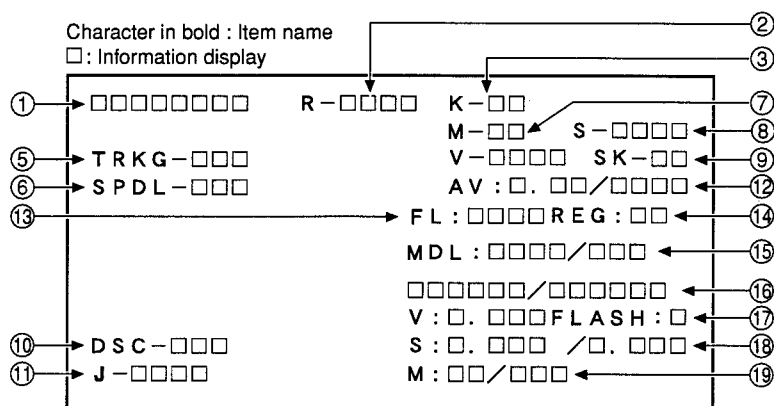 Character in bold : Item name
□ : Information display
① □□□□□□□□ R-□□□□ ② K-□□ ③
M-□□ ⑦ S-□□□□ ⑧
⑤ TRKG-□□□ V-□□□□ SK-□□ ⑨
⑥ SPDL-□□□ AV:□.□□/□□□□ ⑫
⑬ FL:□□□□REG:□□ ⑭
MDL:□□□□/□□□ ⑮
□□□□□□/□□□□□□ ⑯
V:□.□□□FLASH:□ ⑰
⑩ DSC-□□□ S:□.□□□ /□.□□□ ⑱
⑪ J-□□□□ M:□□/□□□ ⑲